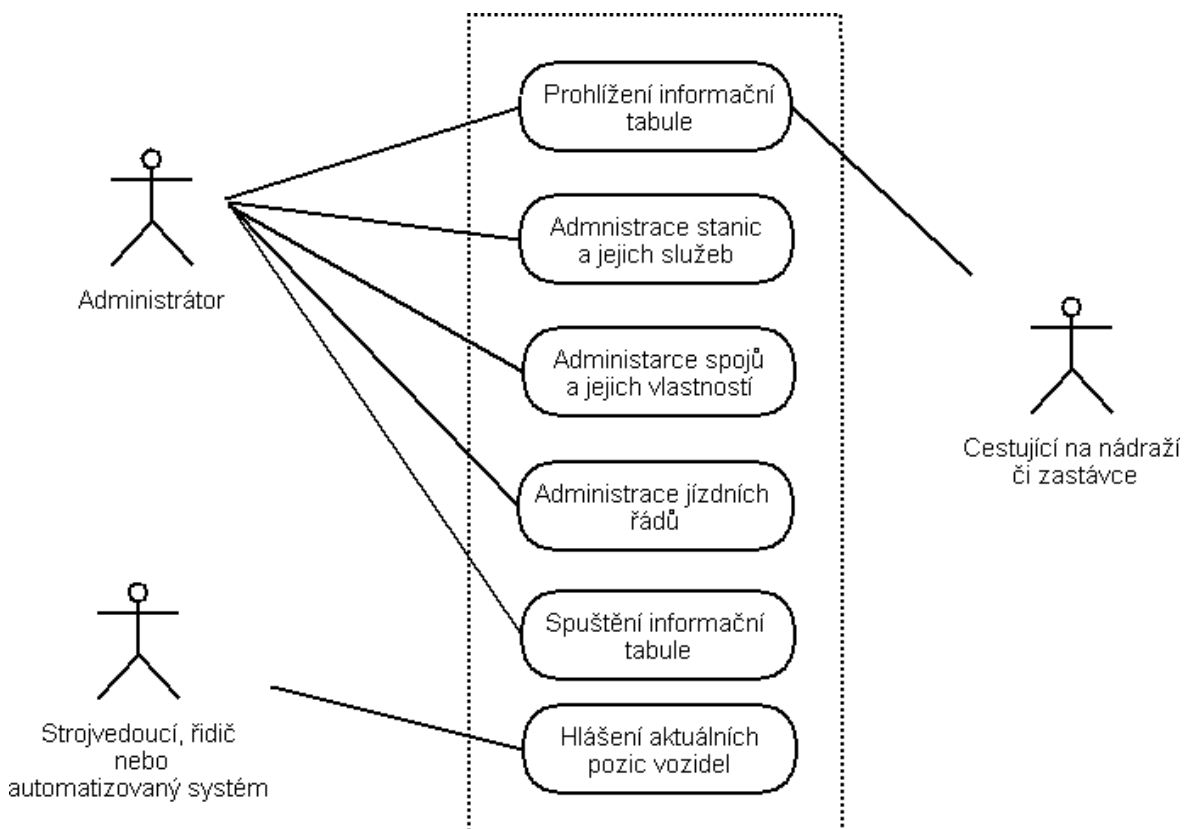 Prohlížení informační
tabule
Admnistrace stanic
a jejich služeb
Administrátor
Administarce spojů
a jejich vlastností
Cestující na nádraží
či zastávce
Administrace jízdních
řádů
Spuštění informační
tabule
Strojvedoucí, řidič
nebo
automatizovaný systém
Hlášení aktuálních
pozic vozidel